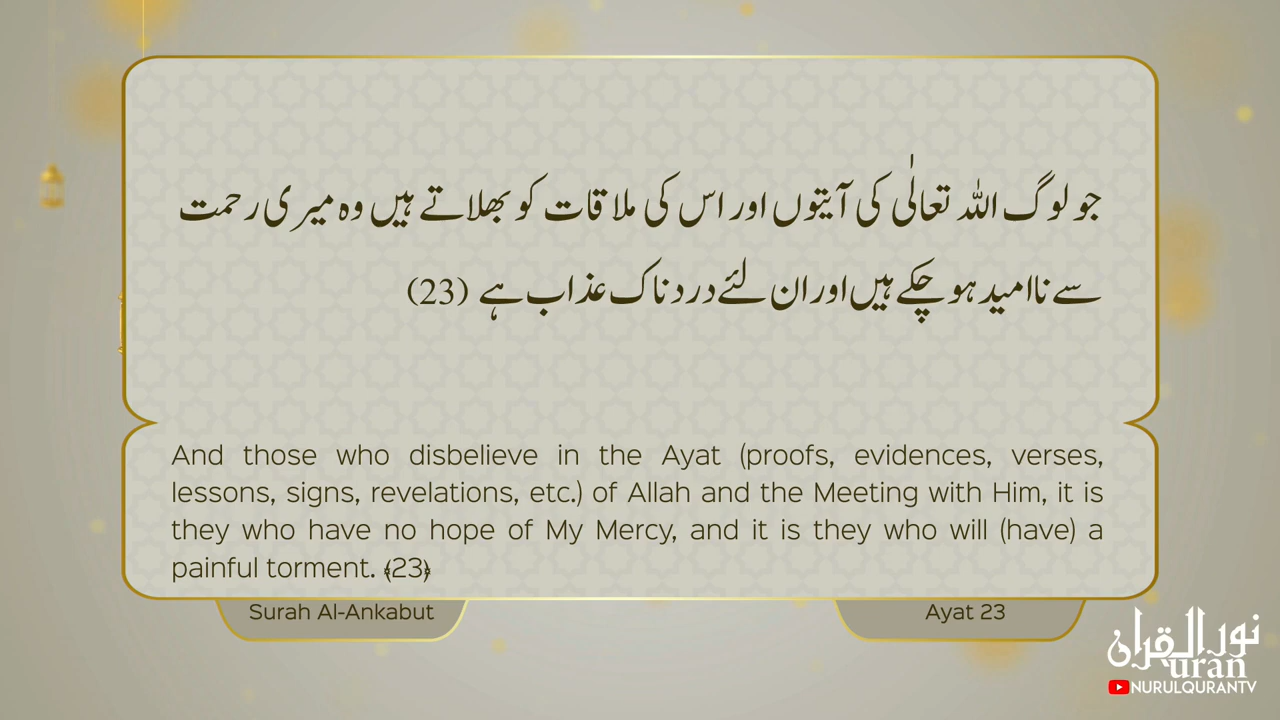 جو لوگ اللہ تعالٰی کی آیتوں اور اس کی ملاقات کو بھلاتے ہیں وہ میری رحمت
سے ناامید ہو چکے ہیں اور ان لئے دردناک عذاب ہے (23)
And those who disbelieve in the Ayat (proofs, evidences, verses,
lessons, signs, revelations, etc.) of Allah and the Meeting with Him, it is
they who have no hope of My Mercy, and it is they who will (have) a
painful torment. ﴾23﴿
Surah Al-Ankabut
Ayat 23
نور القرآن
uran
NURULQURANTV